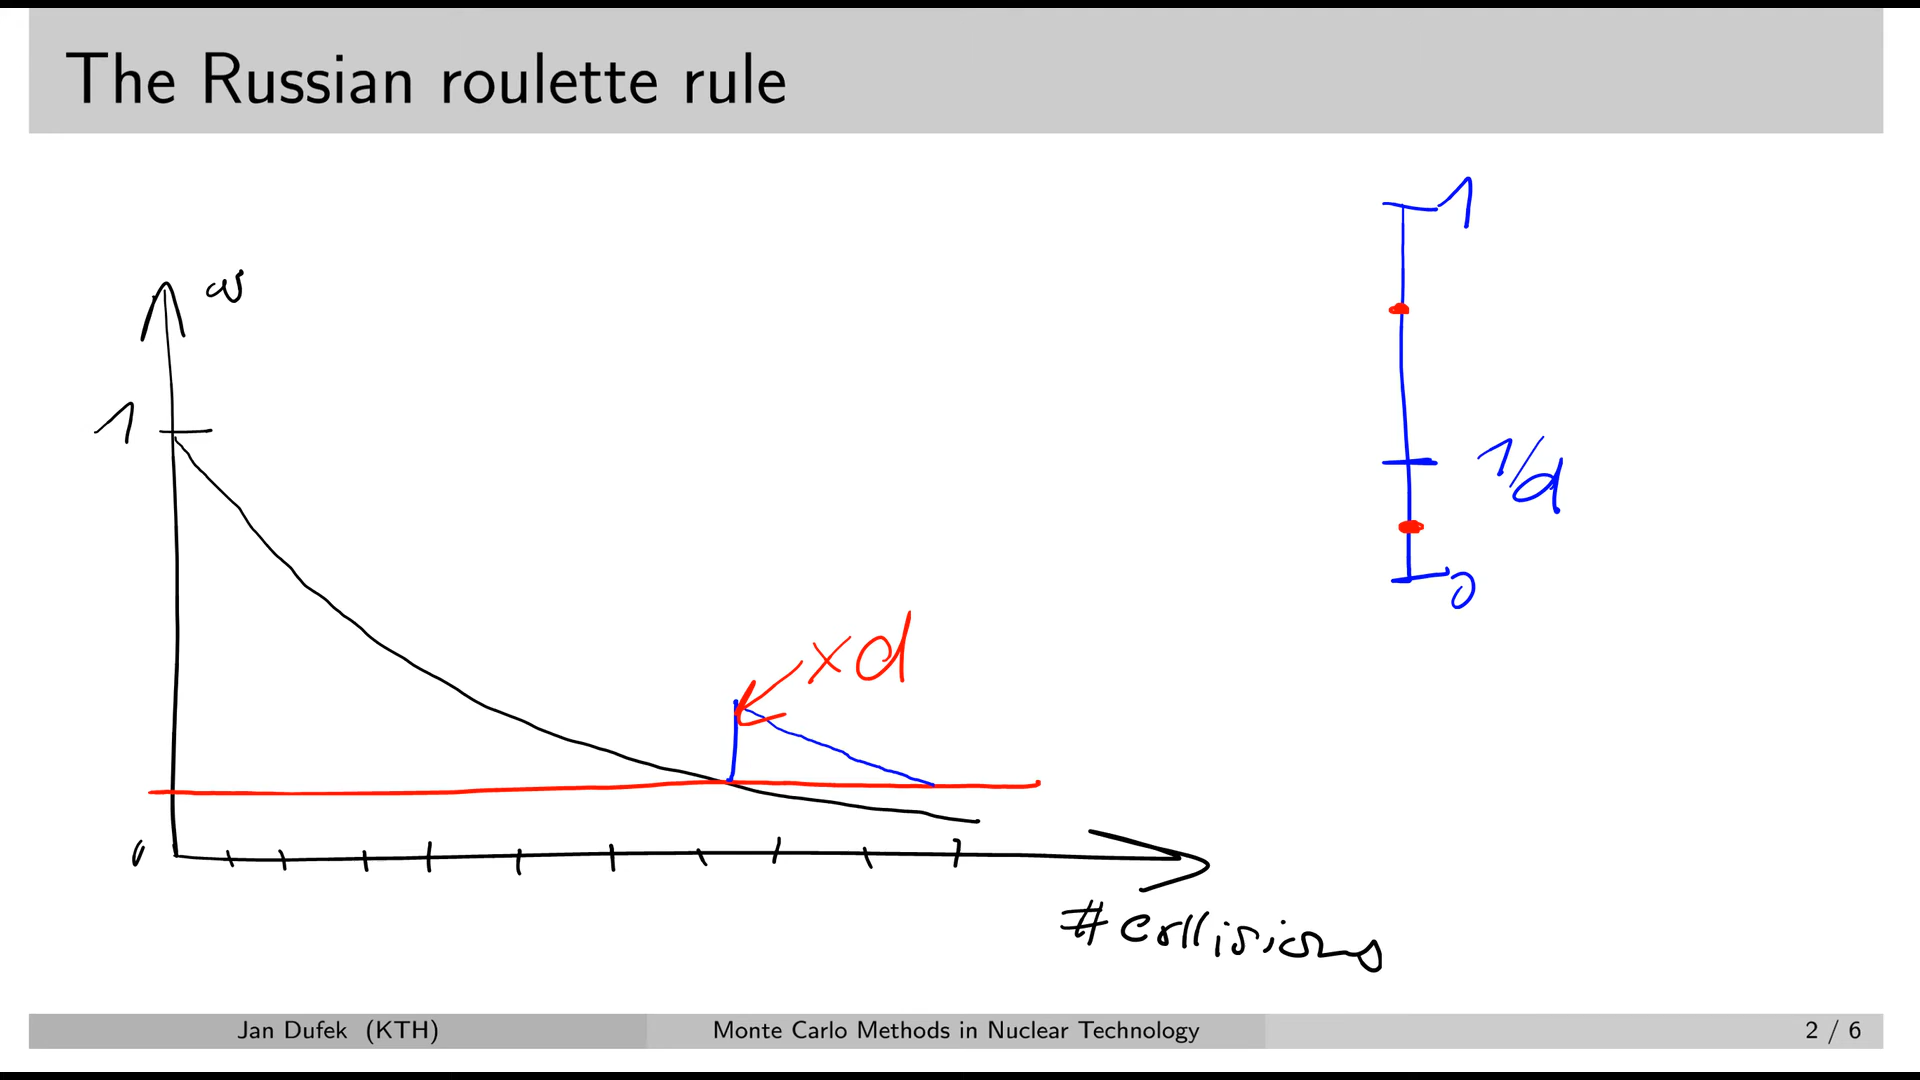 The Russian roulette rule
1
w
1
1/d
0
xd
0
#collisions
Jan Dufek (KTH)
Monte Carlo Methods in Nuclear Technology
2 / 6